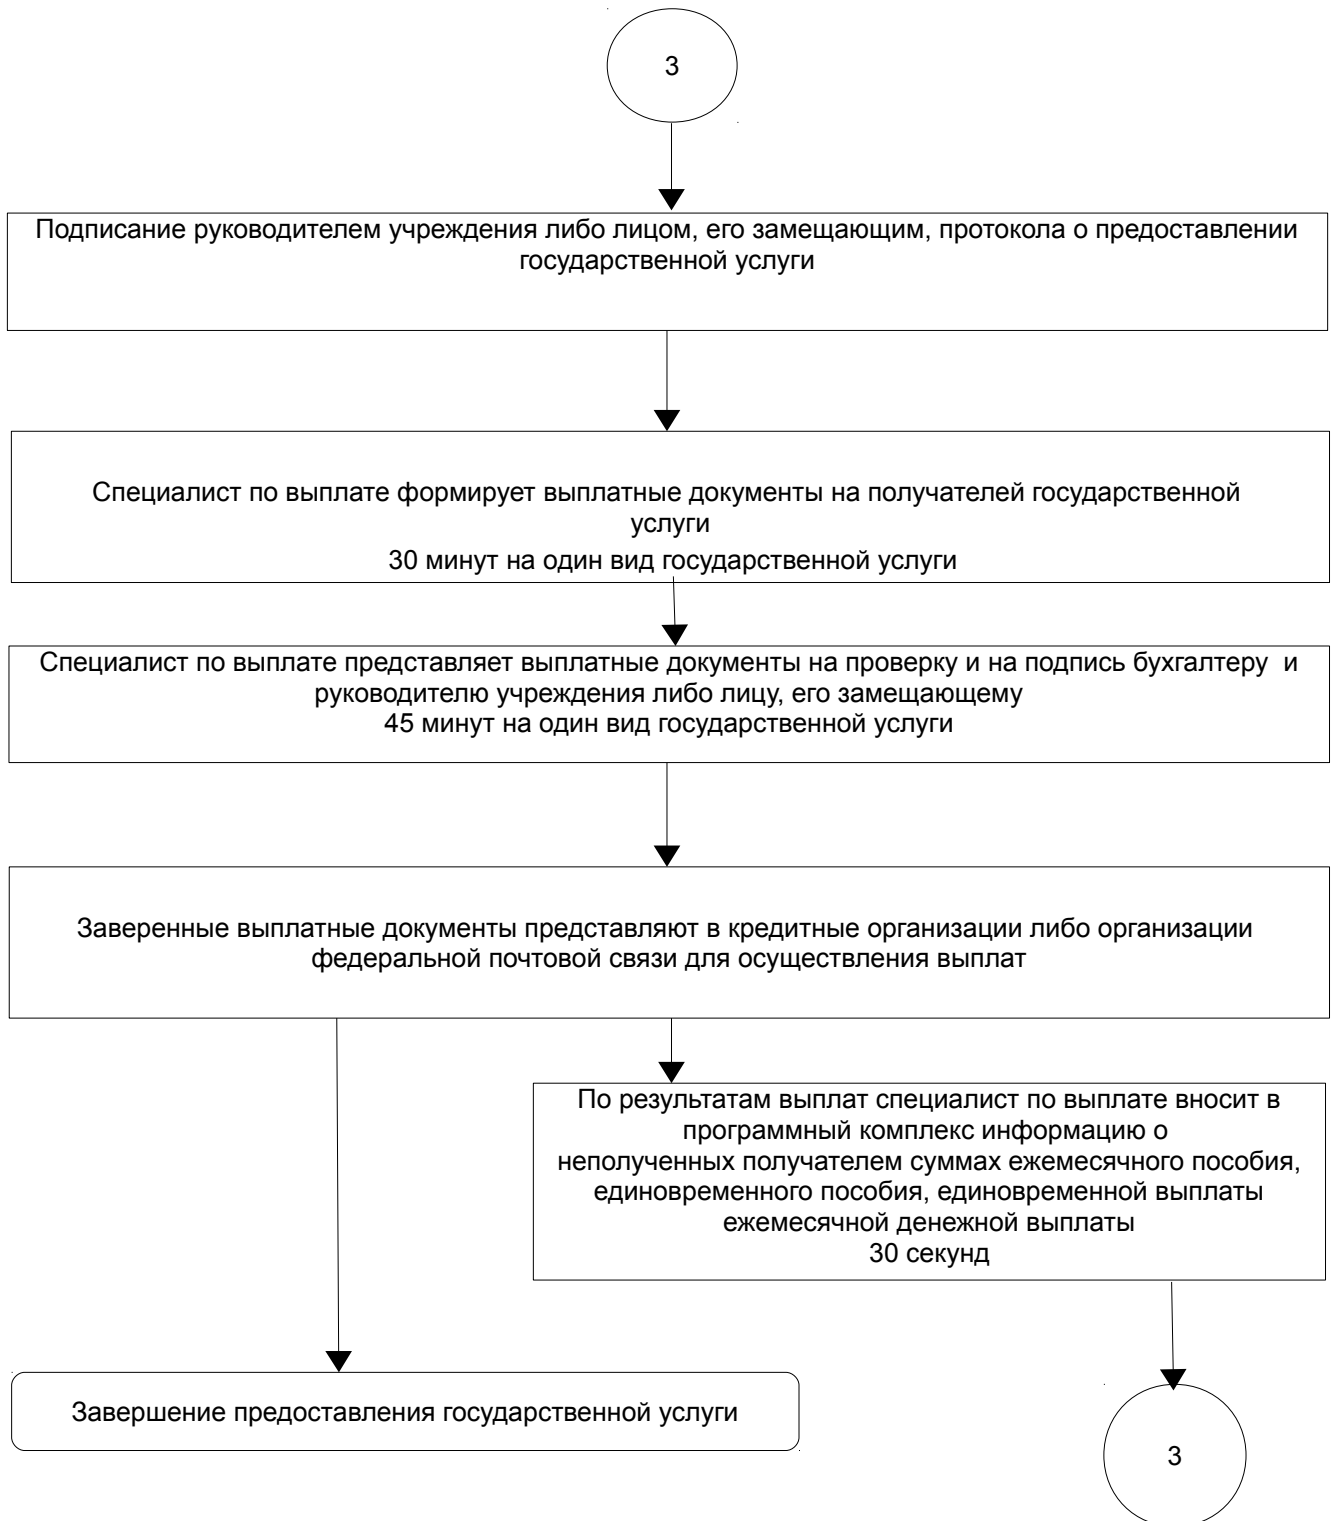 3
Подписание руководителем учреждения либо лицом, его замещающим, протокола о предоставлении
государственной услуги
Специалист по выплате формирует выплатные документы на получателей государственной
услуги
30 минут на один вид государственной услуги
Специалист по выплате представляет выплатные документы на проверку и на подпись бухгалтеру  и
руководителю учреждения либо лицу, его замещающему
45 минут на один вид государственной услуги
Заверенные выплатные документы представляют в кредитные организации либо организации
федеральной почтовой связи для осуществления выплат
По результатам выплат специалист по выплате вносит в
программный комплекс информацию о
неполученных получателем суммах ежемесячного пособия,
единовременного пособия, единовременной выплаты
ежемесячной денежной выплаты
30 секунд
Завершение предоставления государственной услуги
3